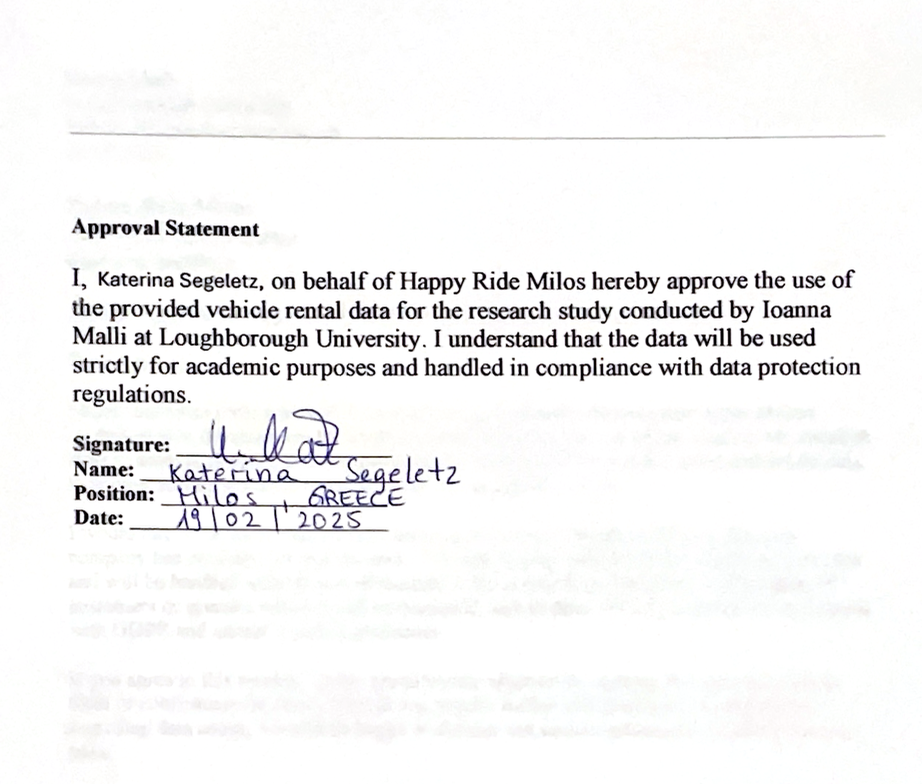 Approval Statement
I, Katerina Segeletz, on behalf of Happy Ride Milos hereby approve the use of
the provided vehicle rental data for the research study conducted by Ioanna
Malli at Loughborough University. I understand that the data will be used
strictly for academic purposes and handled in compliance with data protection
regulations.
Signature:
Name: Katerina Segeletz
Position: Milos, GREECE
Date: 19/02/2025